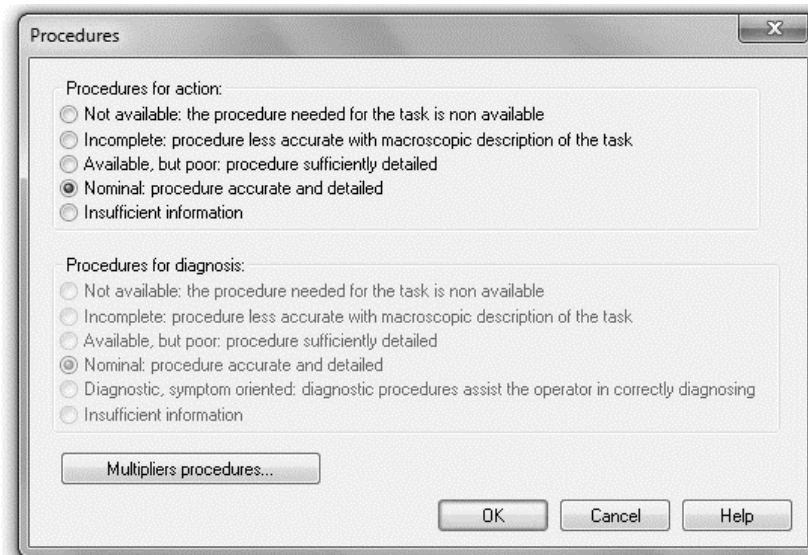 Procedures
x
Procedures for action:
Not available: the procedure needed for the task is non available
Incomplete: procedure less accurate with macroscopic description of the task
Available, but poor: procedure sufficiently detailed
Nominal: procedure accurate and detailed
Insufficient information
Procedures for diagnosis:
Not available: the procedure needed for the task is non available
Incomplete: procedure less accurate with macroscopic description of the task
Available, but poor: procedure sufficiently detailed
Nominal: procedure accurate and detailed
Diagnostic, symptom oriented: diagnostic procedures assist the operator in correctly diagnosing
Insufficient information
Multipliers procedures...
OK Cancel Help